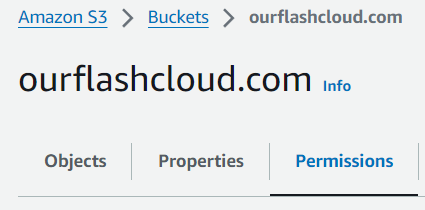 Amazon S3 > Buckets > ourflashcloud.com
ourflashcloud.com Info
Objects Properties Permissions